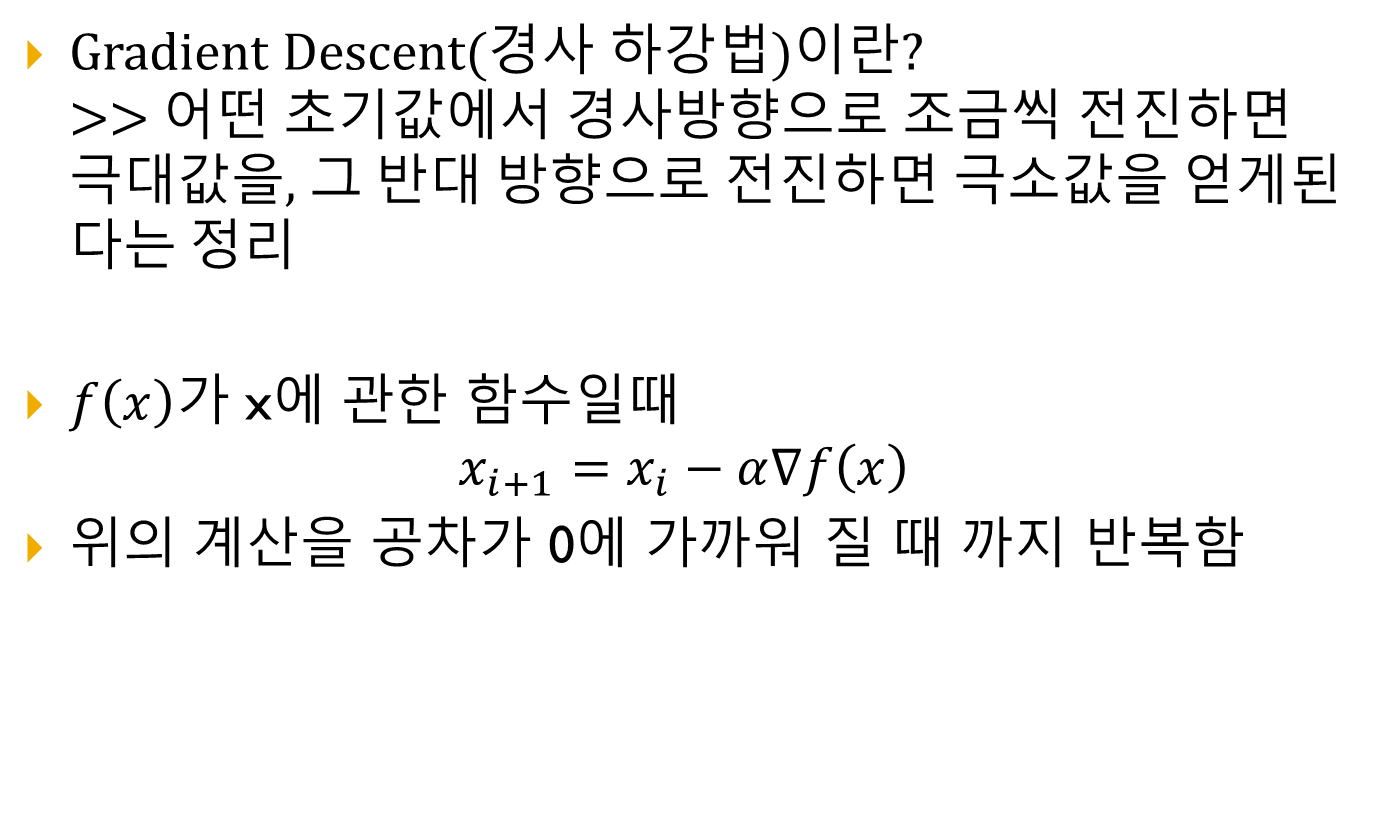 Gradient Descent(경사 하강법)이란?
>> 어떤 초기값에서 경사방향으로 조금씩 전진하면
극대값을, 그 반대 방향으로 전진하면 극소값을 얻게된
다는 정리
f(x)가 x에 관한 함수일때
xᵢ₊₁ = xᵢ − α∇f(x)
위의 계산을 공차가 0에 가까워 질 때 까지 반복함